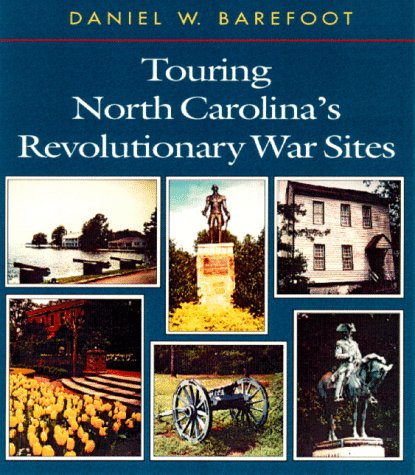 DANIEL W. BAREFOOT
Touring
North Carolina's
Revolutionary War Sites